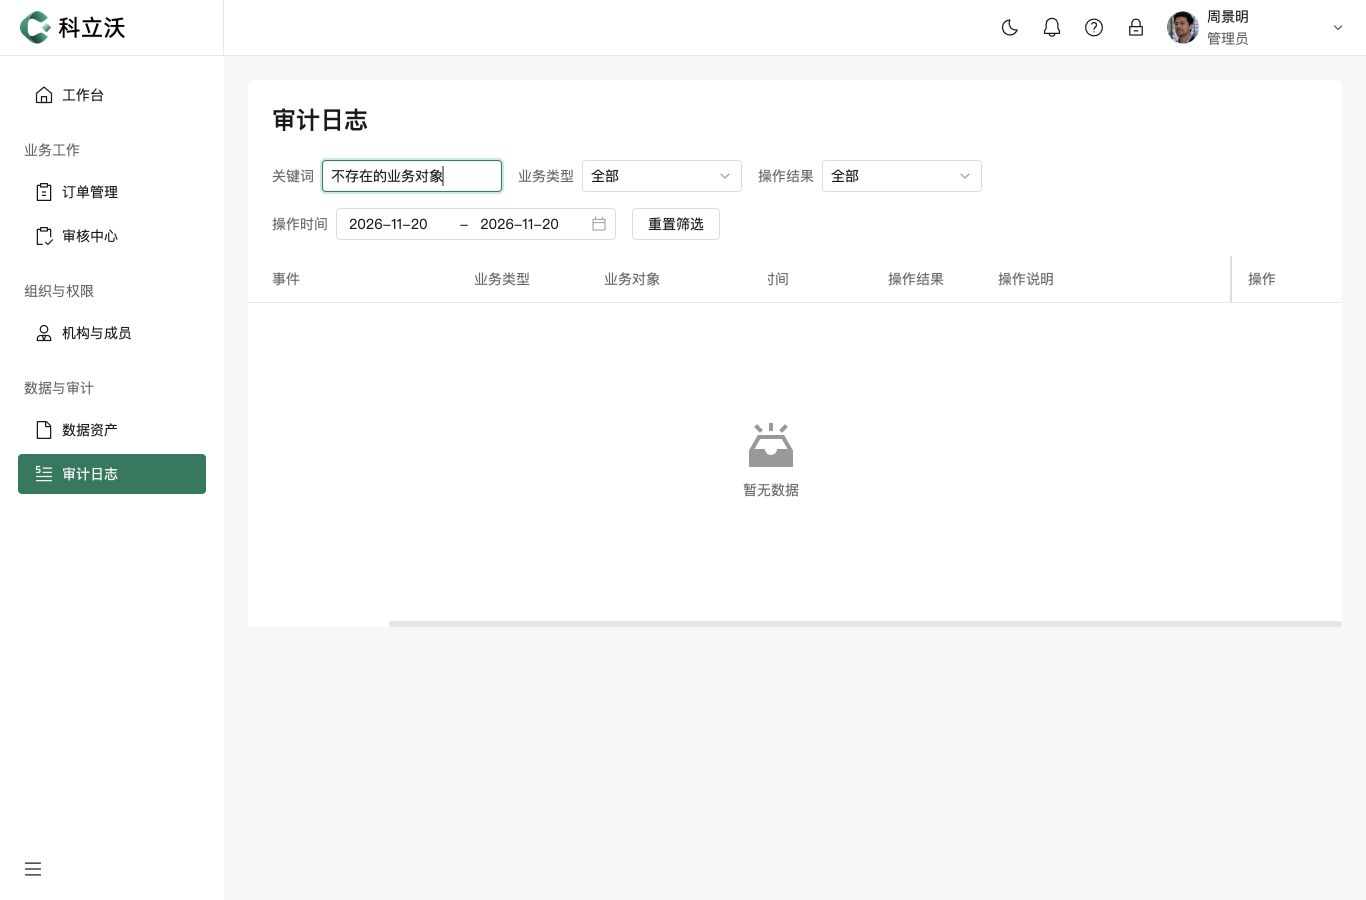 科立沃
周景明
管理员
工作台
业务工作
订单管理
审核中心
组织与权限
机构与成员
数据与审计
数据资产
审计日志
审计日志
关键词 不存在的业务对象 业务类型 全部 操作结果 全部
操作时间 2026-11-20 – 2026-11-20 重置筛选
事件 业务类型 业务对象 间 操作结果 操作说明 操作
暂无数据